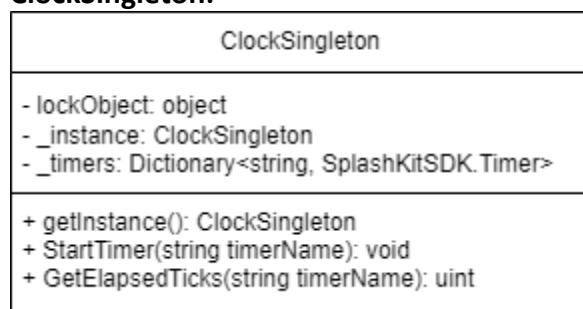 ClockSingleton:
ClockSingleton
- lockObject: object
- _instance: ClockSingleton
- _timers: Dictionary<string, SplashKitSDK.Timer>
+ getInstance(): ClockSingleton
+ StartTimer(string timerName): void
+ GetElapsedTicks(string timerName): uint